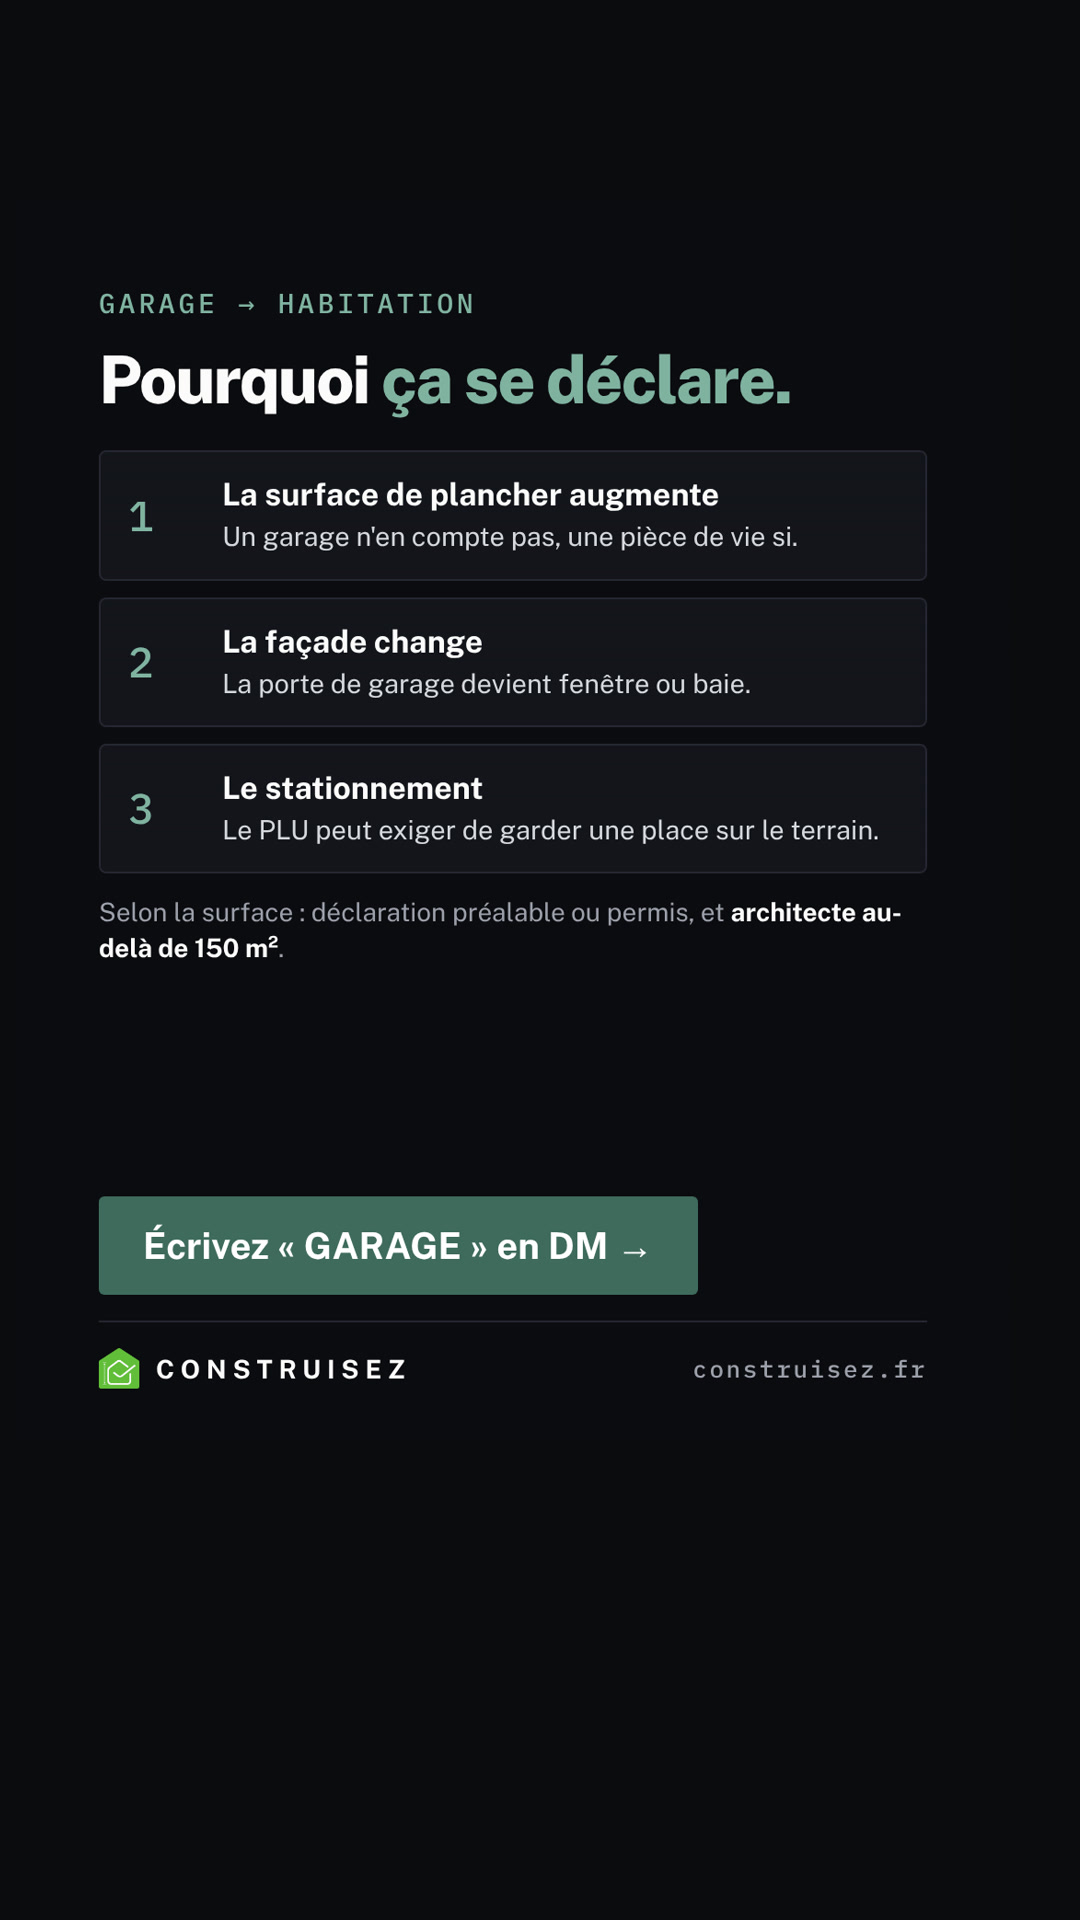 GARAGE → HABITATION
Pourquoi ça se déclare.
1
La surface de plancher augmente
Un garage n'en compte pas, une pièce de vie si.
2
La façade change
La porte de garage devient fenêtre ou baie.
3
Le stationnement
Le PLU peut exiger de garder une place sur le terrain.
Selon la surface : déclaration préalable ou permis, et architecte au-
delà de 150 m².
Écrivez « GARAGE » en DM →
CONSTRUISEZ
construisez.fr